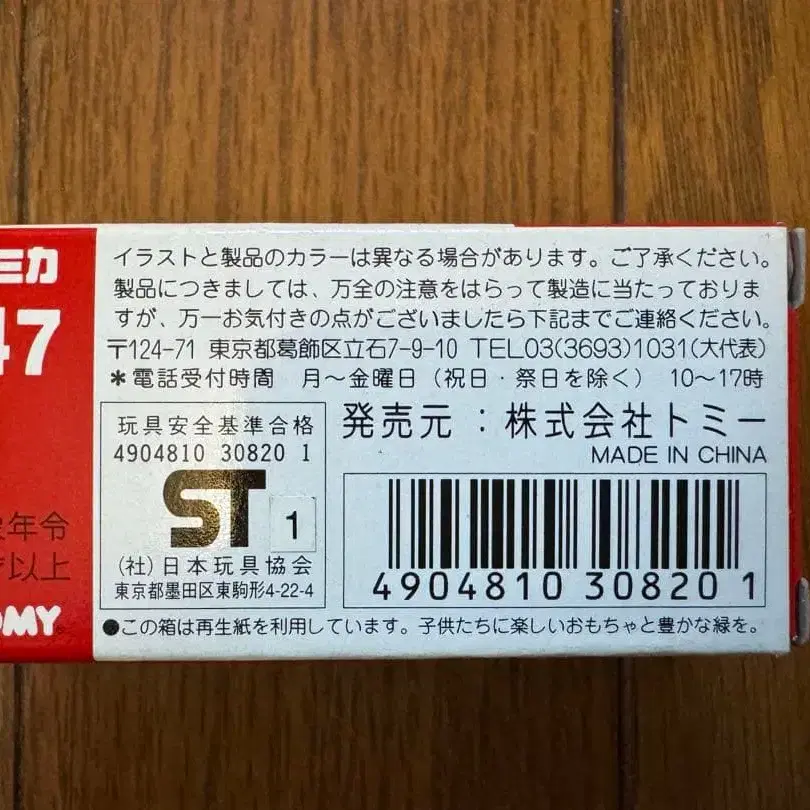 ミカ
47
年令
以上
OMY
イラストと製品のカラーは異なる場合があります。ご了承ください。
製品につきましては、万全の注意をはらって製造に当たっておりま
すが、万一お気付きの点がございましたら下記までご連絡ください。
〒124-71 東京都葛飾区立石7-9-10 TEL03(3693)1031(大代表)
＊電話受付時間 月～金曜日（祝日・祭日を除く） 10～17時
玩具安全基準合格
4904810 30820 1
ST
1
(社)日本玩具協会
東京都墨田区東駒形4-22-4
発売元：株式会社トミー
MADE IN CHINA
4904810 308201
●この箱は再生紙を利用しています。子供たちに楽しいおもちゃと豊かな緑を。